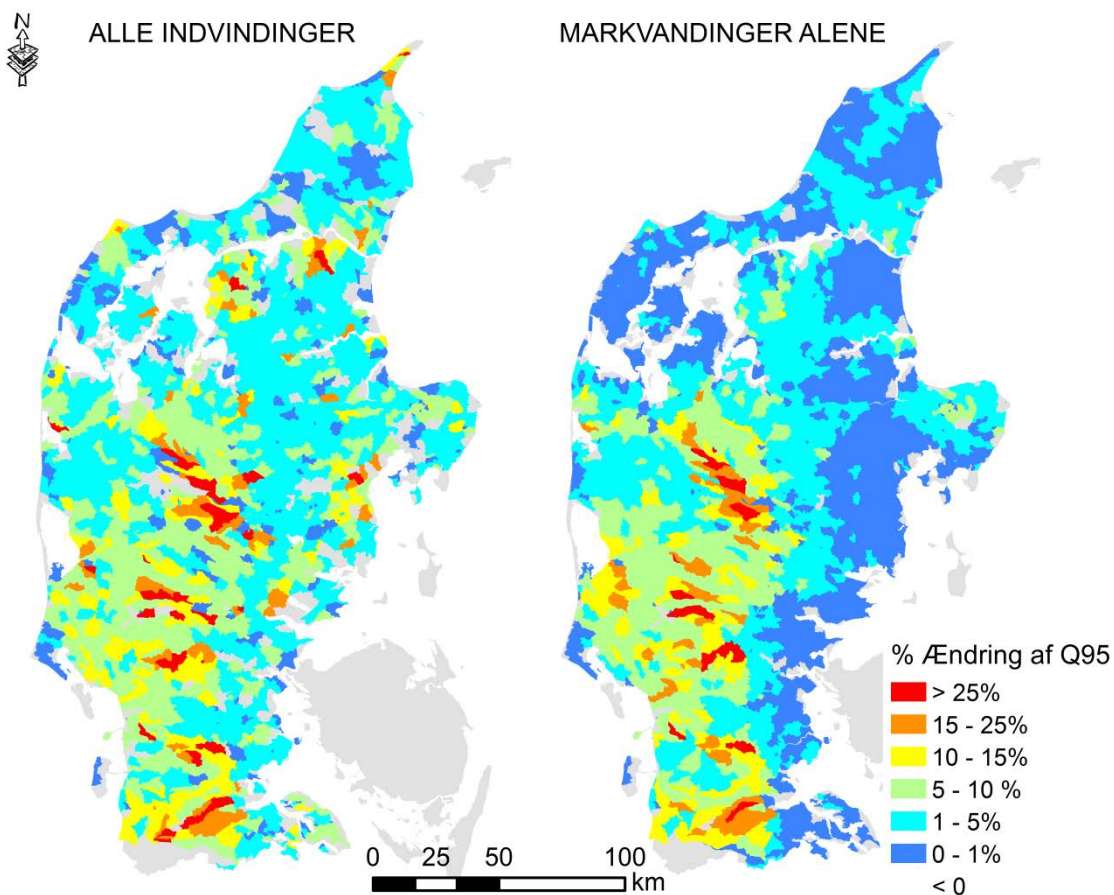 N
ALLE INDVINDINGER
MARKVANDINGER ALENE
% Ændring af Q95
> 25%
15 - 25%
10 - 15%
5 - 10 %
1 - 5%
0 - 1%
< 0
0 25 50 100
km